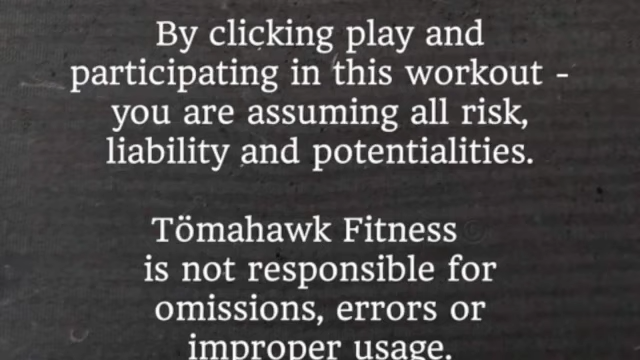 By clicking play and
participating in this workout -
you are assuming all risk,
liability and potentialities.
Tömahawk Fitness
is not responsible for
omissions, errors or
improper usage.